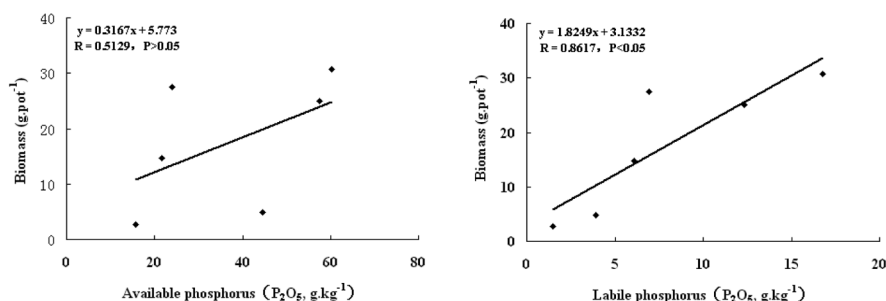 y = 0.3167x + 5.773
R = 0.5129， P>0.05
40
30
20
10
0
Biomass (g.pot⁻¹)
0 20 40 60 80
Available phosphorus （P₂O₅, g.kg⁻¹)
y = 1.8249x + 3.1332
R = 0.8617， P<0.05
40
30
20
10
0
Biomass (g.pot⁻¹)
0 5 10 15 20
Labile phosphorus （P₂O₅, g.kg⁻¹)